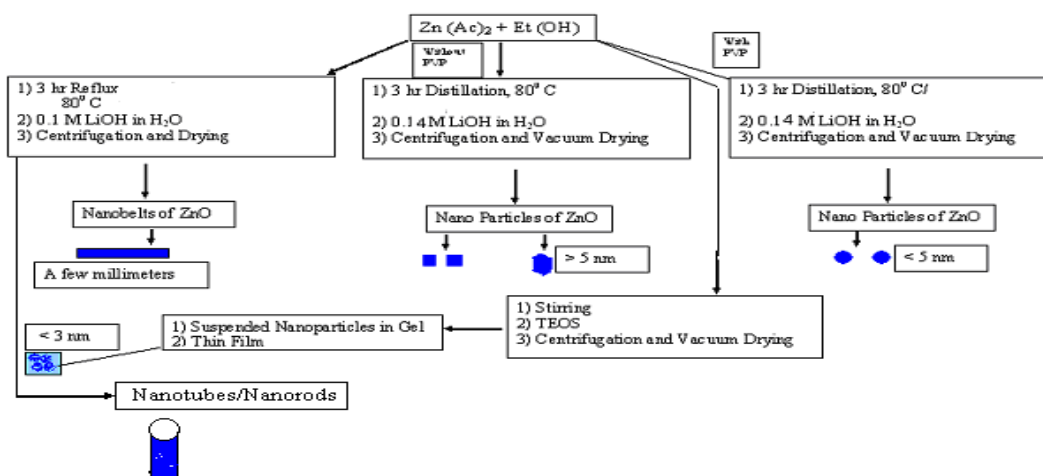 Zn (Ac)₂ + Et (OH)
Without
PVP
With
PVP
1) 3 hr Reflux
80⁰ C
2) 0.1 M LiOH in H₂O
3) Centrifugation and Drying
1) 3 hr Distillation, 80⁰ C
2) 0.14 M LiOH in H₂O
3) Centrifugation and Vacuum Drying
1) 3 hr Distillation, 80⁰ C/
2) 0.14 M LiOH in H₂O
3) Centrifugation and Vacuum Drying
Nanobelts of ZnO
Nano Particles of ZnO
Nano Particles of ZnO
A few millimeters
> 5 nm
< 5 nm
1) Stirring
2) TEOS
3) Centrifugation and Vacuum Drying
1) Suspended Nanoparticles in Gel
2) Thin Film
< 3 nm
Nanotubes/Nanorods